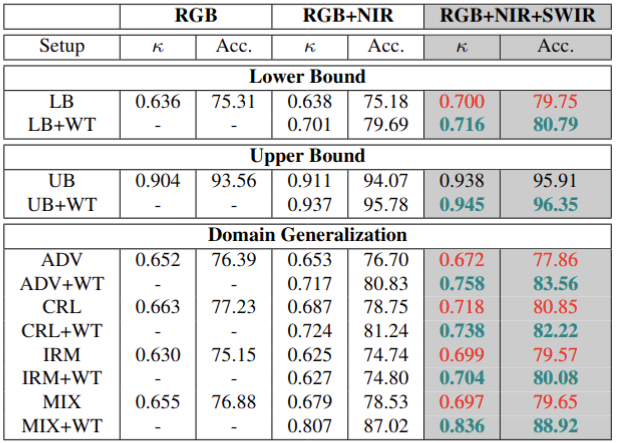 RGB RGB+NIR RGB+NIR+SWIR
Setup κ Acc. κ Acc. κ Acc.
Lower Bound
LB 0.636 75.31 0.638 75.18 0.700 79.75
LB+WT - - 0.701 79.69 0.716 80.79
Upper Bound
UB 0.904 93.56 0.911 94.07 0.938 95.91
UB+WT - - 0.937 95.78 0.945 96.35
Domain Generalization
ADV 0.652 76.39 0.653 76.70 0.672 77.86
ADV+WT - - 0.717 80.83 0.758 83.56
CRL 0.663 77.23 0.687 78.75 0.718 80.85
CRL+WT - - 0.724 81.24 0.738 82.22
IRM 0.630 75.15 0.625 74.74 0.699 79.57
IRM+WT - - 0.627 74.80 0.704 80.08
MIX 0.655 76.88 0.679 78.53 0.697 79.65
MIX+WT - - 0.807 87.02 0.836 88.92